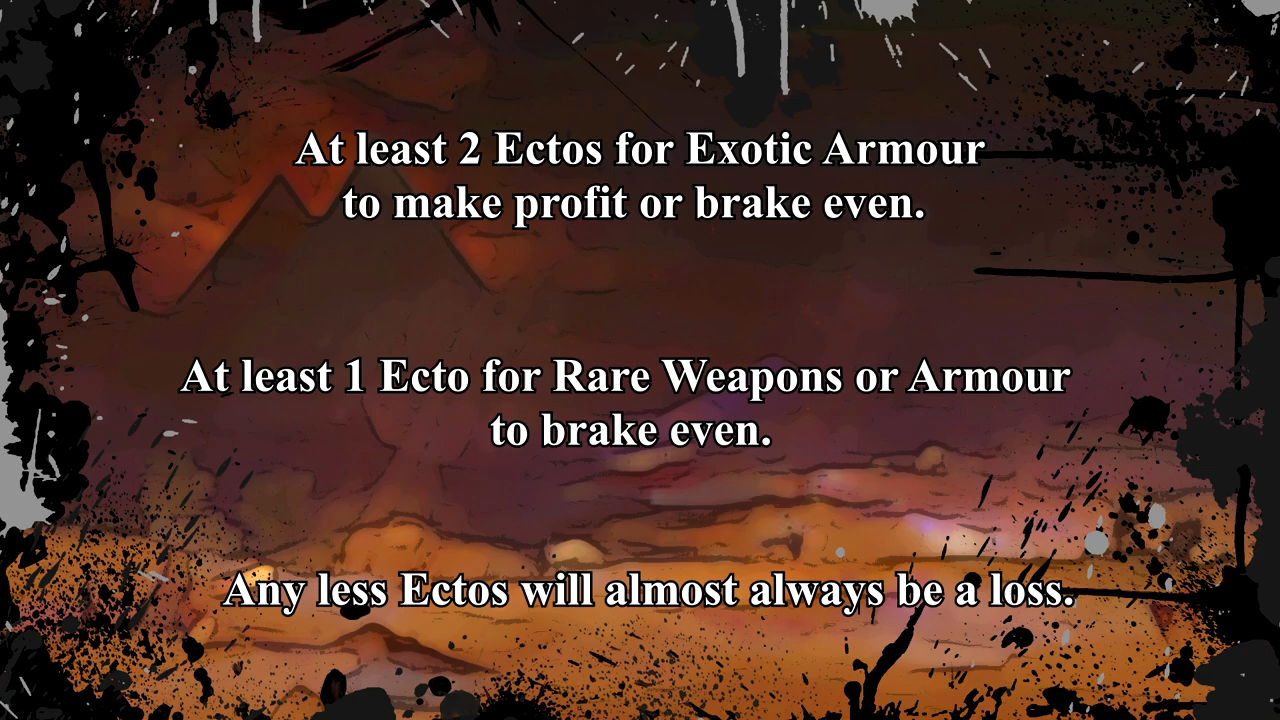 At least 2 Ectos for Exotic Armour
to make profit or brake even.
At least 1 Ecto for Rare Weapons or Armour
to brake even.
Any less Ectos will almost always be a loss.